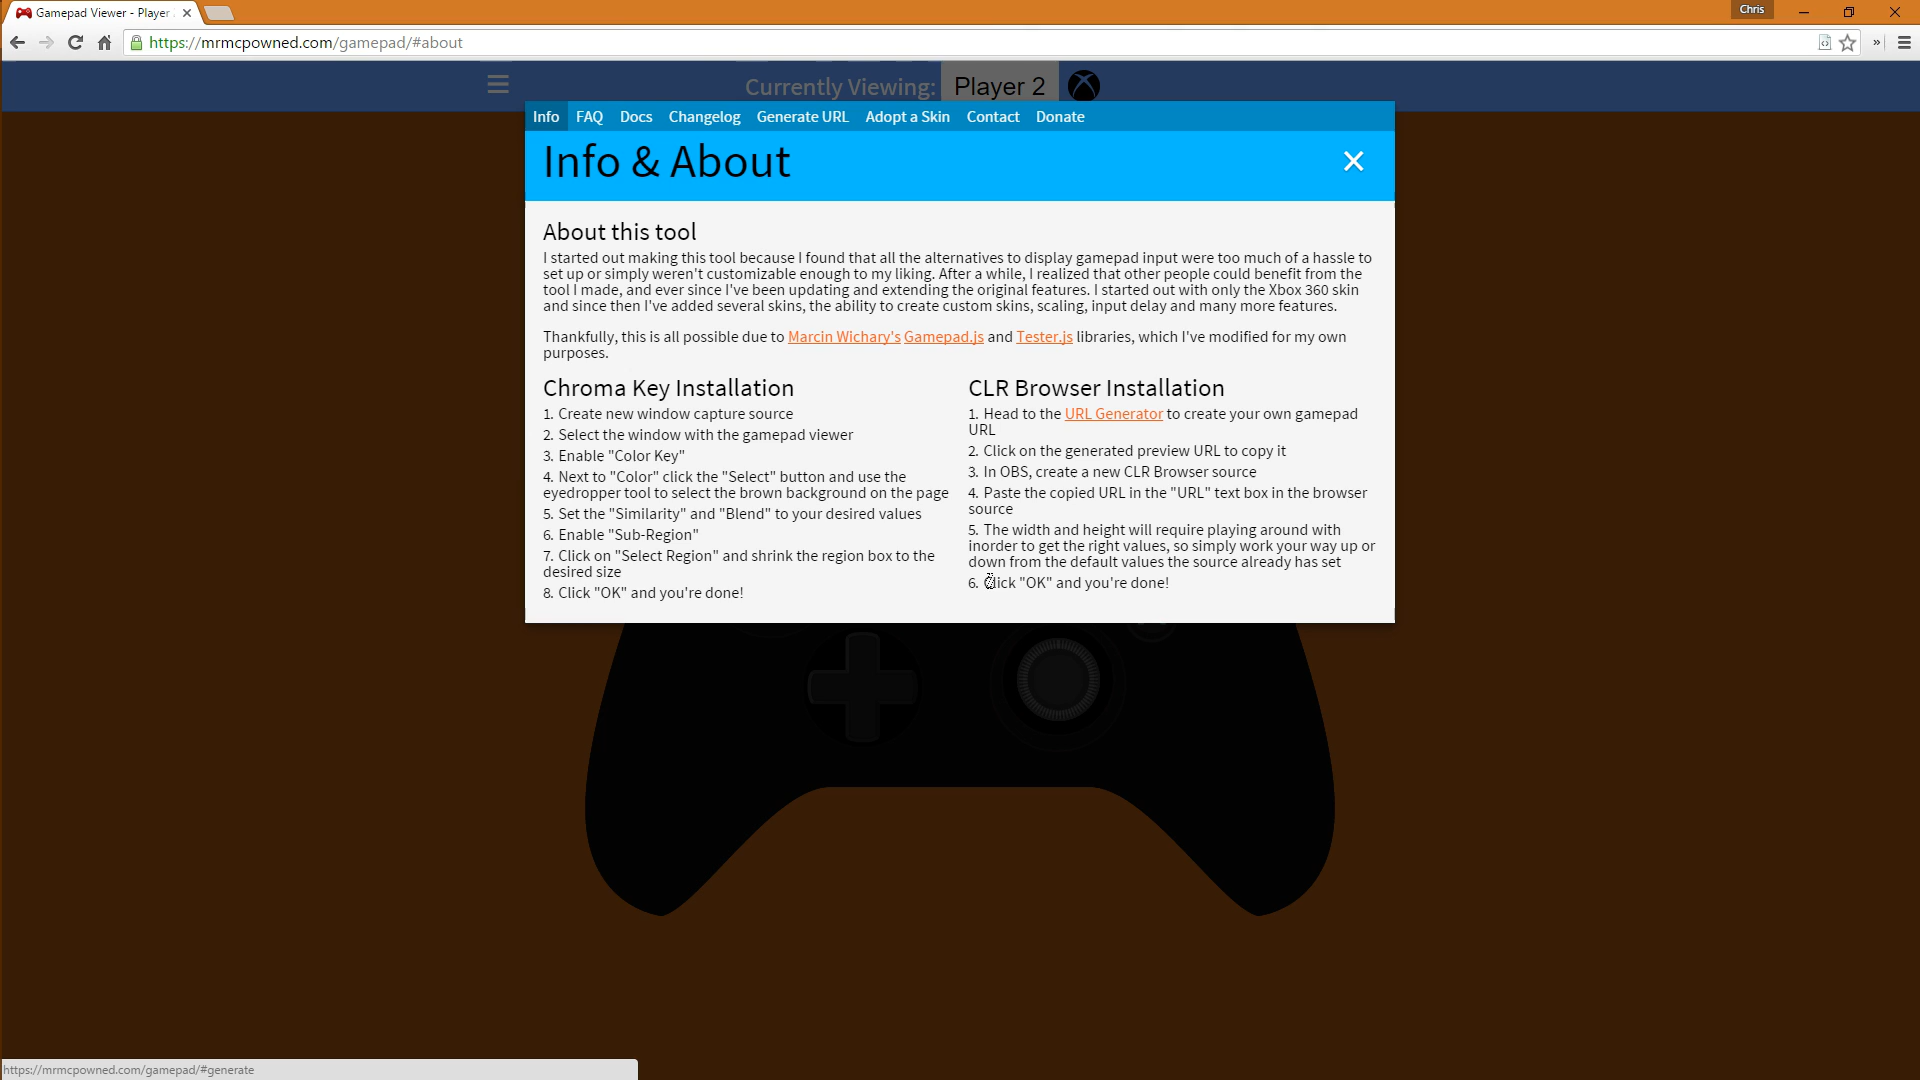 Gamepad Viewer - Player
Chris
https://mrmcpowned.com/gamepad/#about
Currently Viewing: Player 2
Info FAQ Docs Changelog Generate URL Adopt a Skin Contact Donate
Info & About
About this tool
I started out making this tool because I found that all the alternatives to display gamepad input were too much of a hassle to
set up or simply weren't customizable enough to my liking. After a while, I realized that other people could benefit from the
tool I made, and ever since I've been updating and extending the original features. I started out with only the Xbox 360 skin
and since then I've added several skins, the ability to create custom skins, scaling, input delay and many more features.
Thankfully, this is all possible due to Marcin Wichary's Gamepad.js and Tester.js libraries, which I've modified for my own
purposes.
Chroma Key Installation
1. Create new window capture source
2. Select the window with the gamepad viewer
3. Enable "Color Key"
4. Next to "Color" click the "Select" button and use the
eyedropper tool to select the brown background on the page
5. Set the "Similarity" and "Blend" to your desired values
6. Enable "Sub-Region"
7. Click on "Select Region" and shrink the region box to the
desired size
8. Click "OK" and you're done!
CLR Browser Installation
1. Head to the URL Generator to create your own gamepad
URL
2. Click on the generated preview URL to copy it
3. In OBS, create a new CLR Browser source
4. Paste the copied URL in the "URL" text box in the browser
source
5. The width and height will require playing around with
inorder to get the right values, so simply work your way up or
down from the default values the source already has set
6. Click "OK" and you're done!
https://mrmcpowned.com/gamepad/#generate